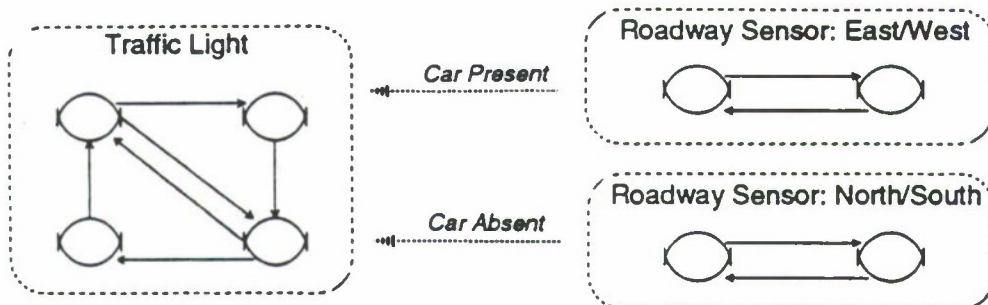 Traffic Light
Car Present
Car Absent
Roadway Sensor: East/West
Roadway Sensor: North/South